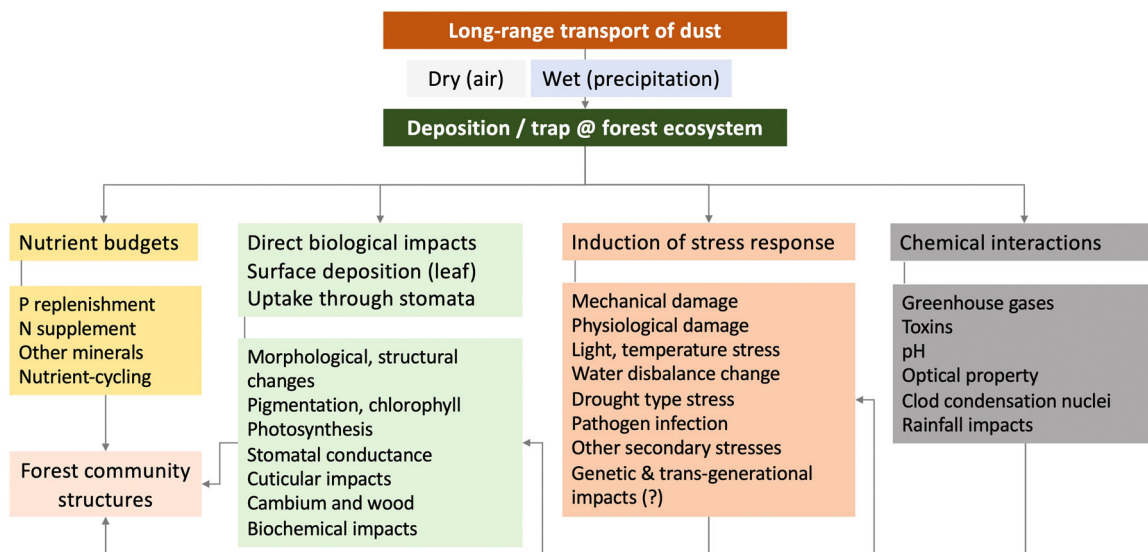 Long-range transport of dust
Dry (air)
Wet (precipitation)
Deposition / trap @ forest ecosystem
Nutrient budgets
P replenishment
N supplement
Other minerals
Nutrient-cycling
Forest community
structures
Direct biological impacts
Surface deposition (leaf)
Uptake through stomata
Morphological, structural
changes
Pigmentation, chlorophyll
Photosynthesis
Stomatal conductance
Cuticular impacts
Cambium and wood
Biochemical impacts
Induction of stress response
Mechanical damage
Physiological damage
Light, temperature stress
Water disbalance change
Drought type stress
Pathogen infection
Other secondary stresses
Genetic & trans-generational
impacts (?)
Chemical interactions
Greenhouse gases
Toxins
pH
Optical property
Clod condensation nuclei
Rainfall impacts